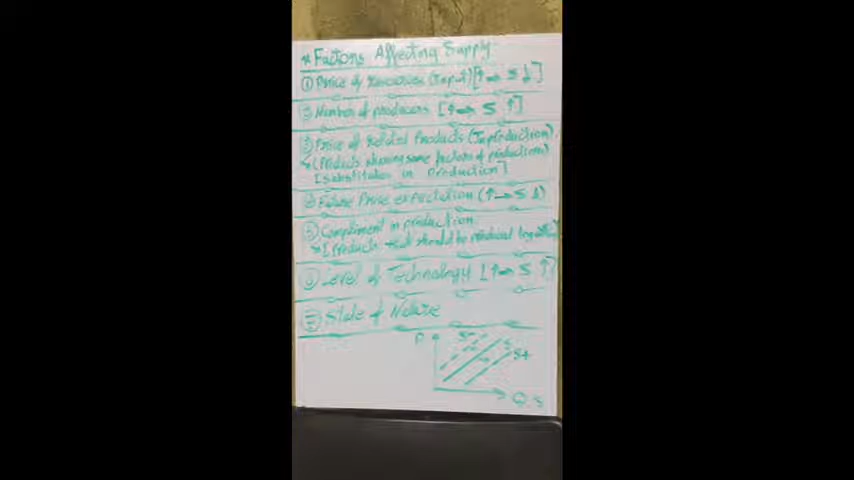 * Factors Affecting Supply
① Price of resources (Input) [↑→ S ↓]
② Number of producers [↑→ S ↑]
③ Price of Related Products (In production)
* (Products sharing same factors of production)
[substitutes in production]
④ Future Price expectation (↑→ S ↓)
⑤ Compliment in production
* [Products that should be produced together
⑥ Level of Technology [↑→ S ↑]
⑦ State of Nature
P S- S S+
Q.S